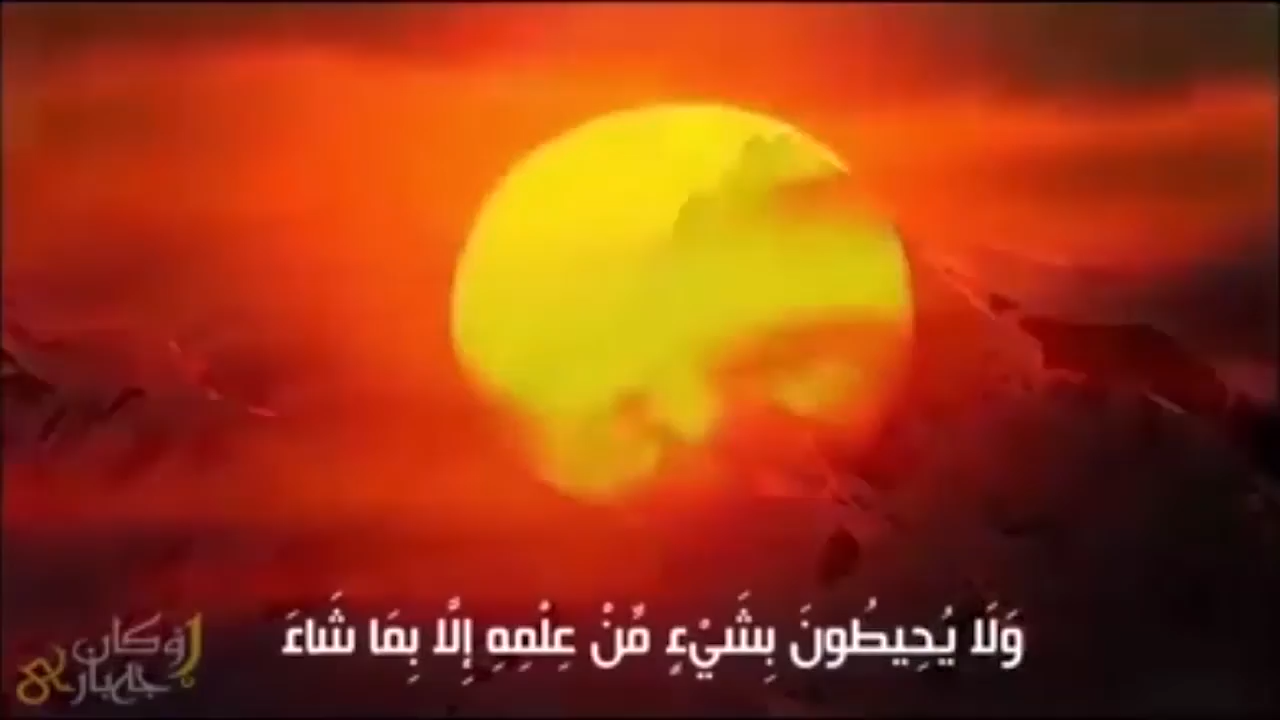 وَلَا يُحِيطُونَ بِشَيْءٍ مِّنْ عِلْمِهِ إِلَّا بِمَا شَاءَ